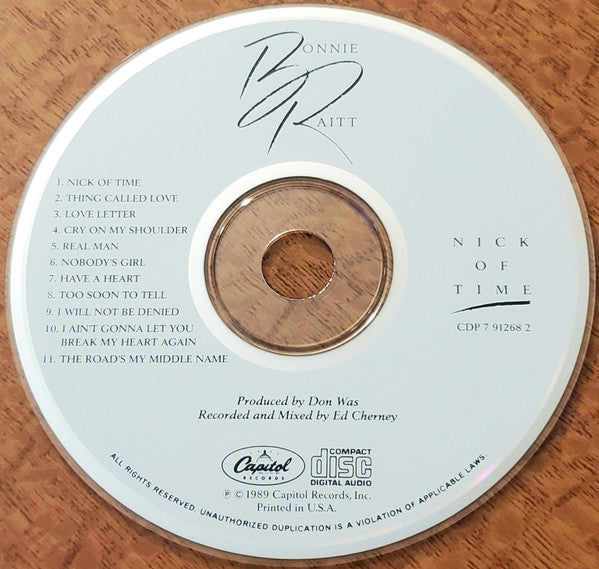 BONNIE
RAITT
1. NICK OF TIME
2. THING CALLED LOVE
3. LOVE LETTER
4. CRY ON MY SHOULDER
5. REAL MAN
6. NOBODY'S GIRL
7. HAVE A HEART
8. TOO SOON TO TELL
9. I WILL NOT BE DENIED
10. I AIN'T GONNA LET YOU
BREAK MY HEART AGAIN
11. THE ROAD'S MY MIDDLE NAME
NICK
OF
TIME
CDP 7 91268 2
Produced by Don Was
Recorded and Mixed by Ed Cherney
Capitol
RECORDS
COMPACT
disc
DIGITAL AUDIO
℗ © 1989 Capitol Records, Inc.
Printed in U.S.A.
ALL RIGHTS RESERVED. UNAUTHORIZED DUPLICATION IS A VIOLATION OF APPLICABLE LAWS.